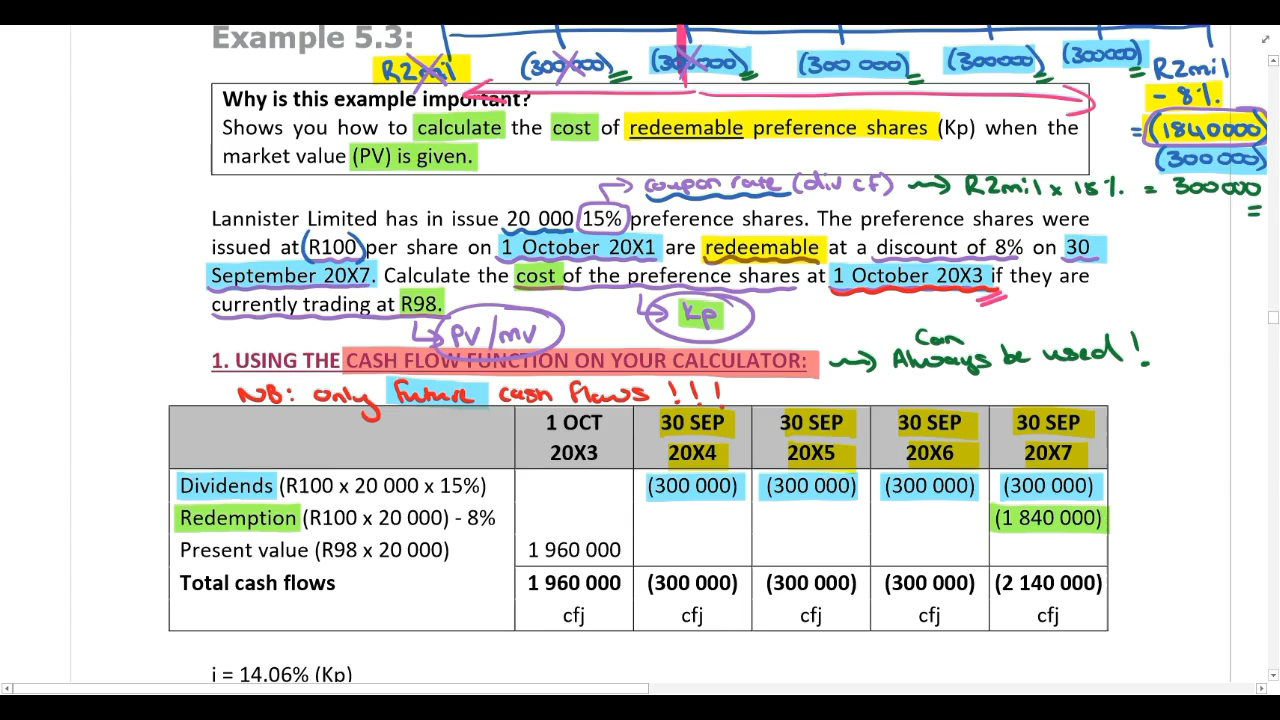 Example 5.3:
R2mil (300000) (300000) (300 000) (300000) (300000) R2mil
- 8%
= (1840000)
(300 000)
Why is this example important?
Shows you how to calculate the cost of redeemable preference shares (Kp) when the
market value (PV) is given.
coupon rate (div cf) → R2mil x 15% = 300000
Lannister Limited has in issue 20 000 15% preference shares. The preference shares were
issued at R100 per share on 1 October 20X1 are redeemable at a discount of 8% on 30
September 20X7. Calculate the cost of the preference shares at 1 October 20X3 if they are
currently trading at R98.
PV/mv
Kp
1. USING THE CASH FLOW FUNCTION ON YOUR CALCULATOR:
→ Can Always be used!
NB: only future cash flows !!!
1 OCT 30 SEP 30 SEP 30 SEP 30 SEP
20X3 20X4 20X5 20X6 20X7
Dividends (R100 x 20 000 x 15%) (300 000) (300 000) (300 000) (300 000)
Redemption (R100 x 20 000) - 8% (1 840 000)
Present value (R98 x 20 000) 1 960 000
Total cash flows 1 960 000 (300 000) (300 000) (300 000) (2 140 000)
cfj cfj cfj cfj cfj
i = 14.06% (Kp)